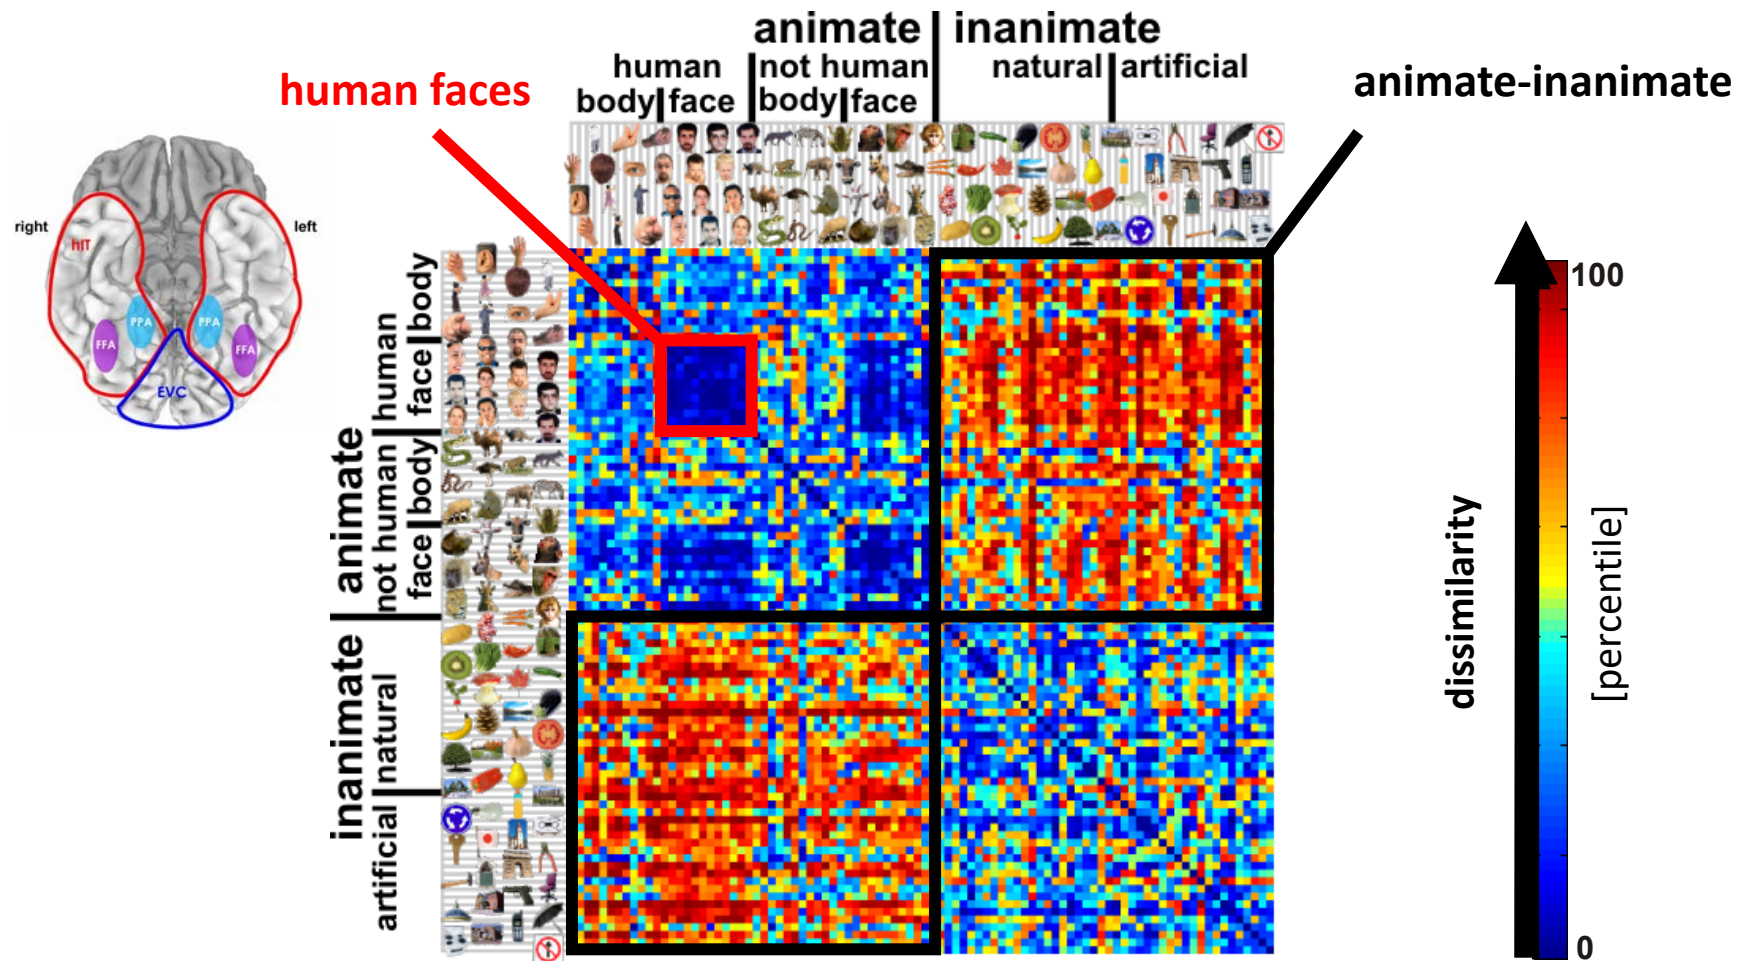 animate inanimate
human not human natural artificial
body face body face
human faces
animate-inanimate
right
left
hIT
PPA PPA
FFA FFA
EVC
animate
human
body
face
not human
body
face
inanimate
natural
artificial
100
dissimilarity
[percentile]
0